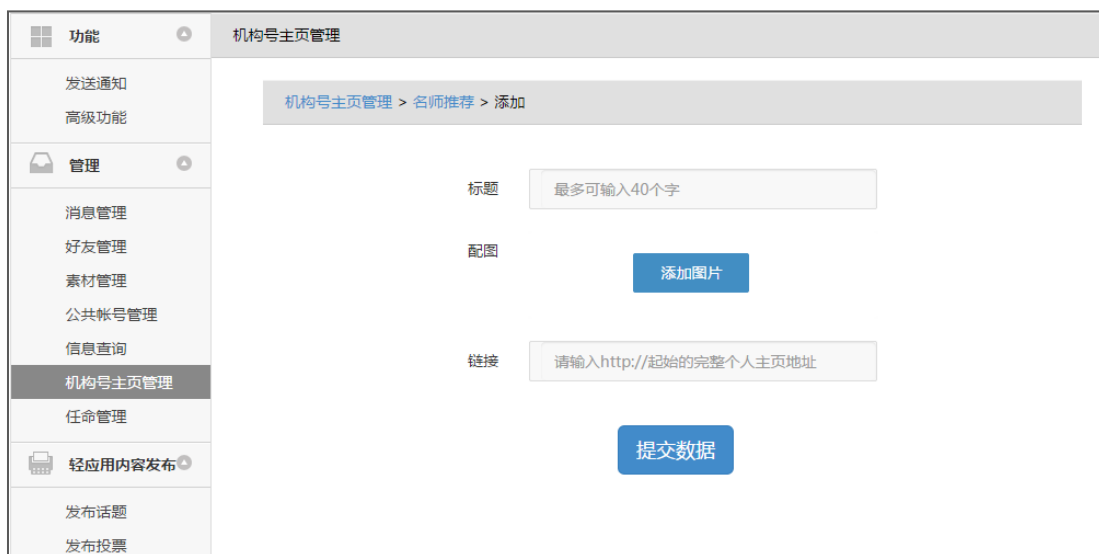 功能
发送通知
高级功能
管理
消息管理
好友管理
素材管理
公共帐号管理
信息查询
机构号主页管理
任命管理
轻应用内容发布
发布话题
发布投票
机构号主页管理
机构号主页管理 > 名师推荐 > 添加
标题 最多可输入40个字
配图
添加图片
链接 请输入http://起始的完整个人主页地址
提交数据